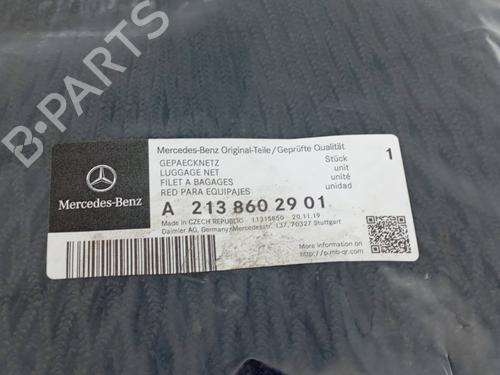 Mercedes-Benz
Mercedes-Benz Original-Teile/Geprüfte Qualität
GEPAECKNETZ
LUGGAGE NET
FILET A BAGAGES
RED PARA EQUIPAJES
Stück
unit
unité
unidad
1
A 213 860 29 01
Made in CZECH REPUBLIC 11315850 20.11.19
Daimler AG, Germany, Mercedesstr. 137, 70327 Stuttgart
More information on
http://p.mb-qr.com
B-PARTS